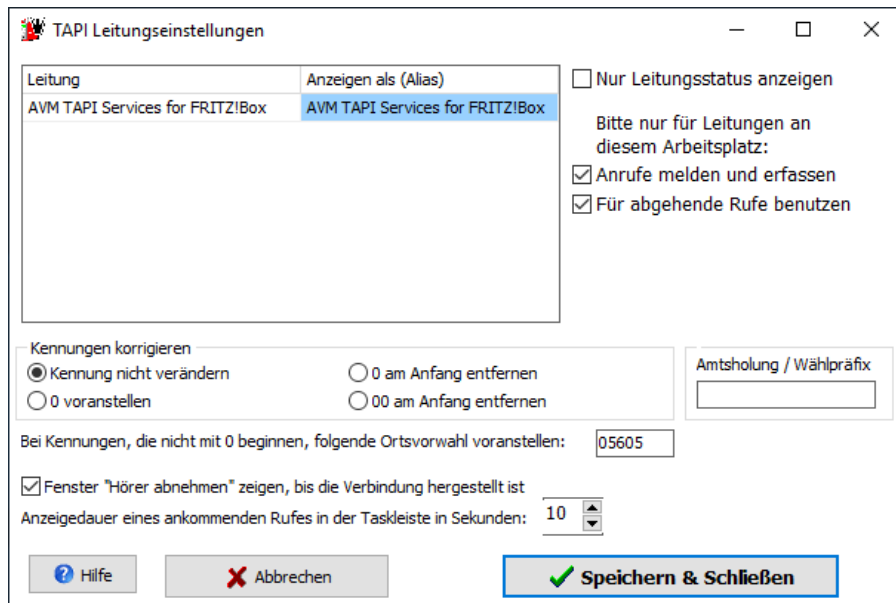 TAPI Leitungseinstellungen
Leitung Anzeigen als (Alias)
AVM TAPI Services for FRITZ!Box AVM TAPI Services for FRITZ!Box
Nur Leitungsstatus anzeigen
Bitte nur für Leitungen an
diesem Arbeitsplatz:
Anrufe melden und erfassen
Für abgehende Rufe benutzen
Kennungen korrigieren
Kennung nicht verändern 0 am Anfang entfernen
0 voranstellen 00 am Anfang entfernen
Amtsholung / Wählpräfix
Bei Kennungen, die nicht mit 0 beginnen, folgende Ortsvorwahl voranstellen: 05605
Fenster "Hörer abnehmen" zeigen, bis die Verbindung hergestellt ist
Anzeigedauer eines ankommenden Rufes in der Taskleiste in Sekunden: 10
Hilfe Abbrechen Speichern & Schließen